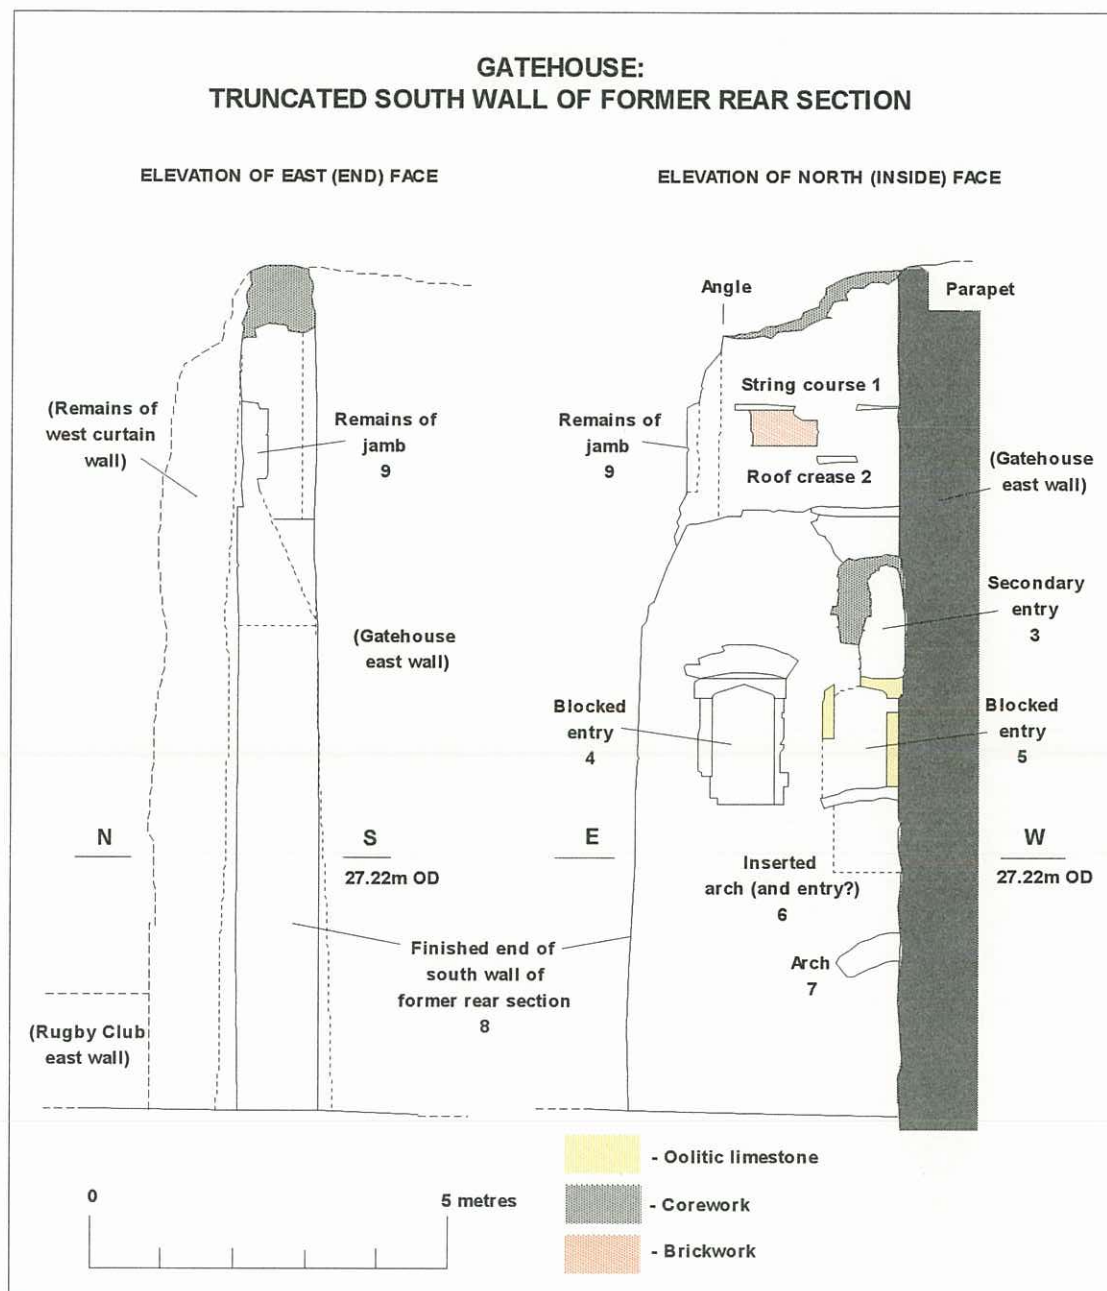 GATEHOUSE:
TRUNCATED SOUTH WALL OF FORMER REAR SECTION
ELEVATION OF EAST (END) FACE
(Remains of
west curtain
wall)
Remains of
jamb
9
(Gatehouse
east wall)
N
S
27.22m OD
(Rugby Club
east wall)
Finished end of
south wall of
former rear section
8
ELEVATION OF NORTH (INSIDE) FACE
Angle
Parapet
String course 1
Remains of
jamb
9
Roof crease 2
(Gatehouse
east wall)
Secondary
entry
3
Blocked
entry
4
Blocked
entry
5
E
W
27.22m OD
Inserted
arch (and entry?)
6
Arch
7
0
5 metres
- Oolitic limestone
- Corework
- Brickwork